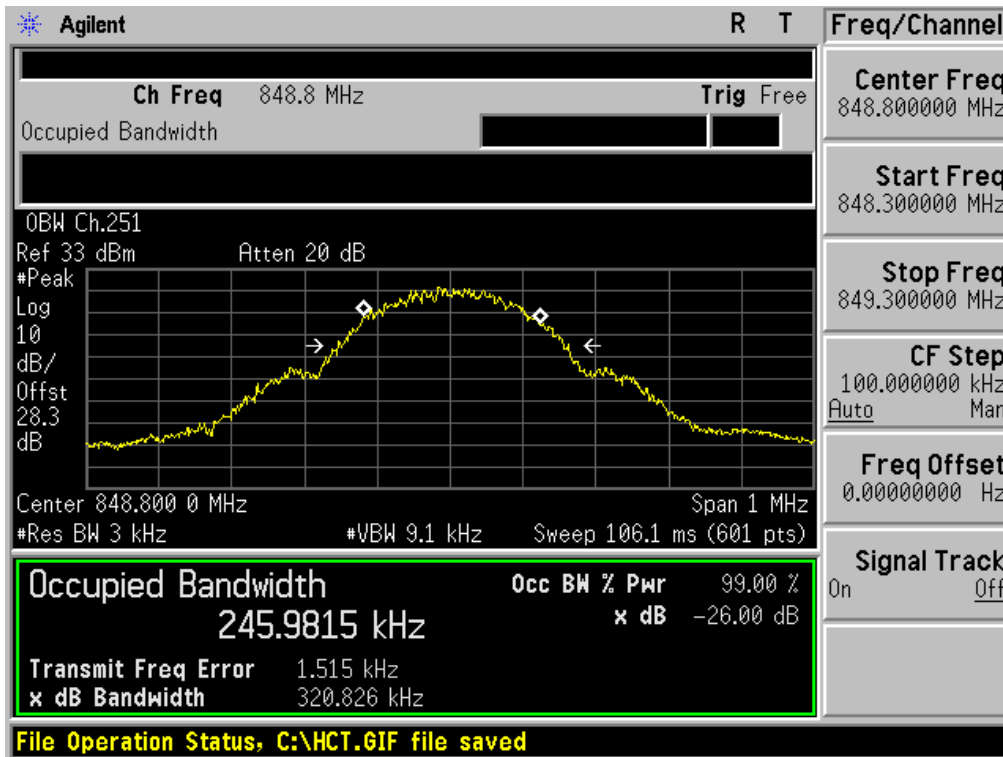 Agilent R T
Ch Freq 848.8 MHz Trig Free
Occupied Bandwidth
OBW Ch.251
Ref 33 dBm Atten 20 dB
#Peak
Log
10
dB/
Offst
28.3
dB
Center 848.800 0 MHz Span 1 MHz
#Res BW 3 kHz #VBW 9.1 kHz Sweep 106.1 ms (601 pts)
Occupied Bandwidth
245.9815 kHz
Occ BW % Pwr 99.00 %
x dB -26.00 dB
Transmit Freq Error 1.515 kHz
x dB Bandwidth 320.826 kHz
File Operation Status, C:\HCT.GIF file saved
Freq/Channel
Center Freq
848.800000 MHz
Start Freq
848.300000 MHz
Stop Freq
849.300000 MHz
CF Step
100.000000 kHz
Auto Man
Freq Offset
0.00000000 Hz
Signal Track
On Off